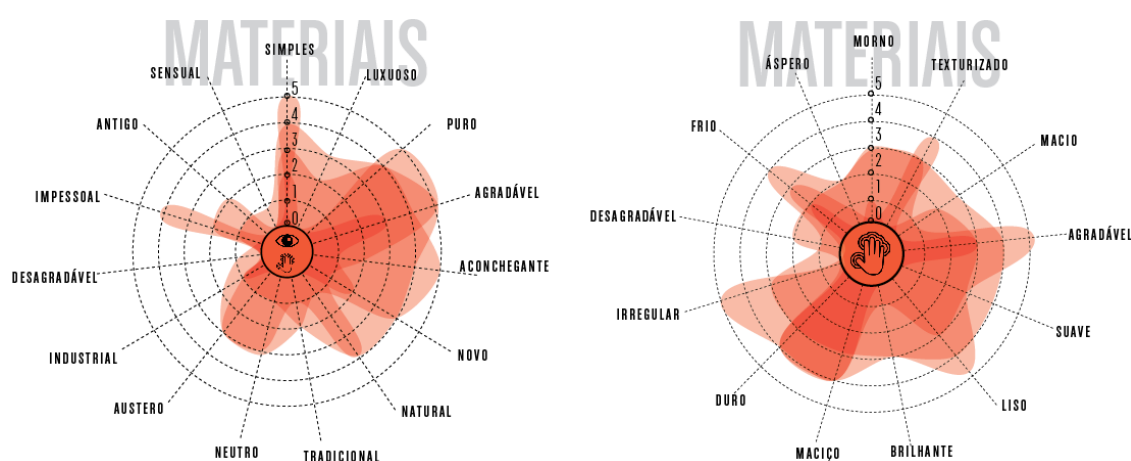 MATERIAIS
SIMPLES
SENSUAL
LUXUOSO
ANTIGO
PURO
IMPESSOAL
AGRADÁVEL
DESAGRADÁVEL
ACONCHEGANTE
INDUSTRIAL
NOVO
AUSTERO
NATURAL
NEUTRO
TRADICIONAL
5
4
3
2
1
0
MATERIAIS
MORNO
ÁSPERO
TEXTURIZADO
FRIO
MACIO
DESAGRADÁVEL
AGRADÁVEL
IRREGULAR
SUAVE
DURO
LISO
MACIÇO
BRILHANTE
5
4
3
2
1
0